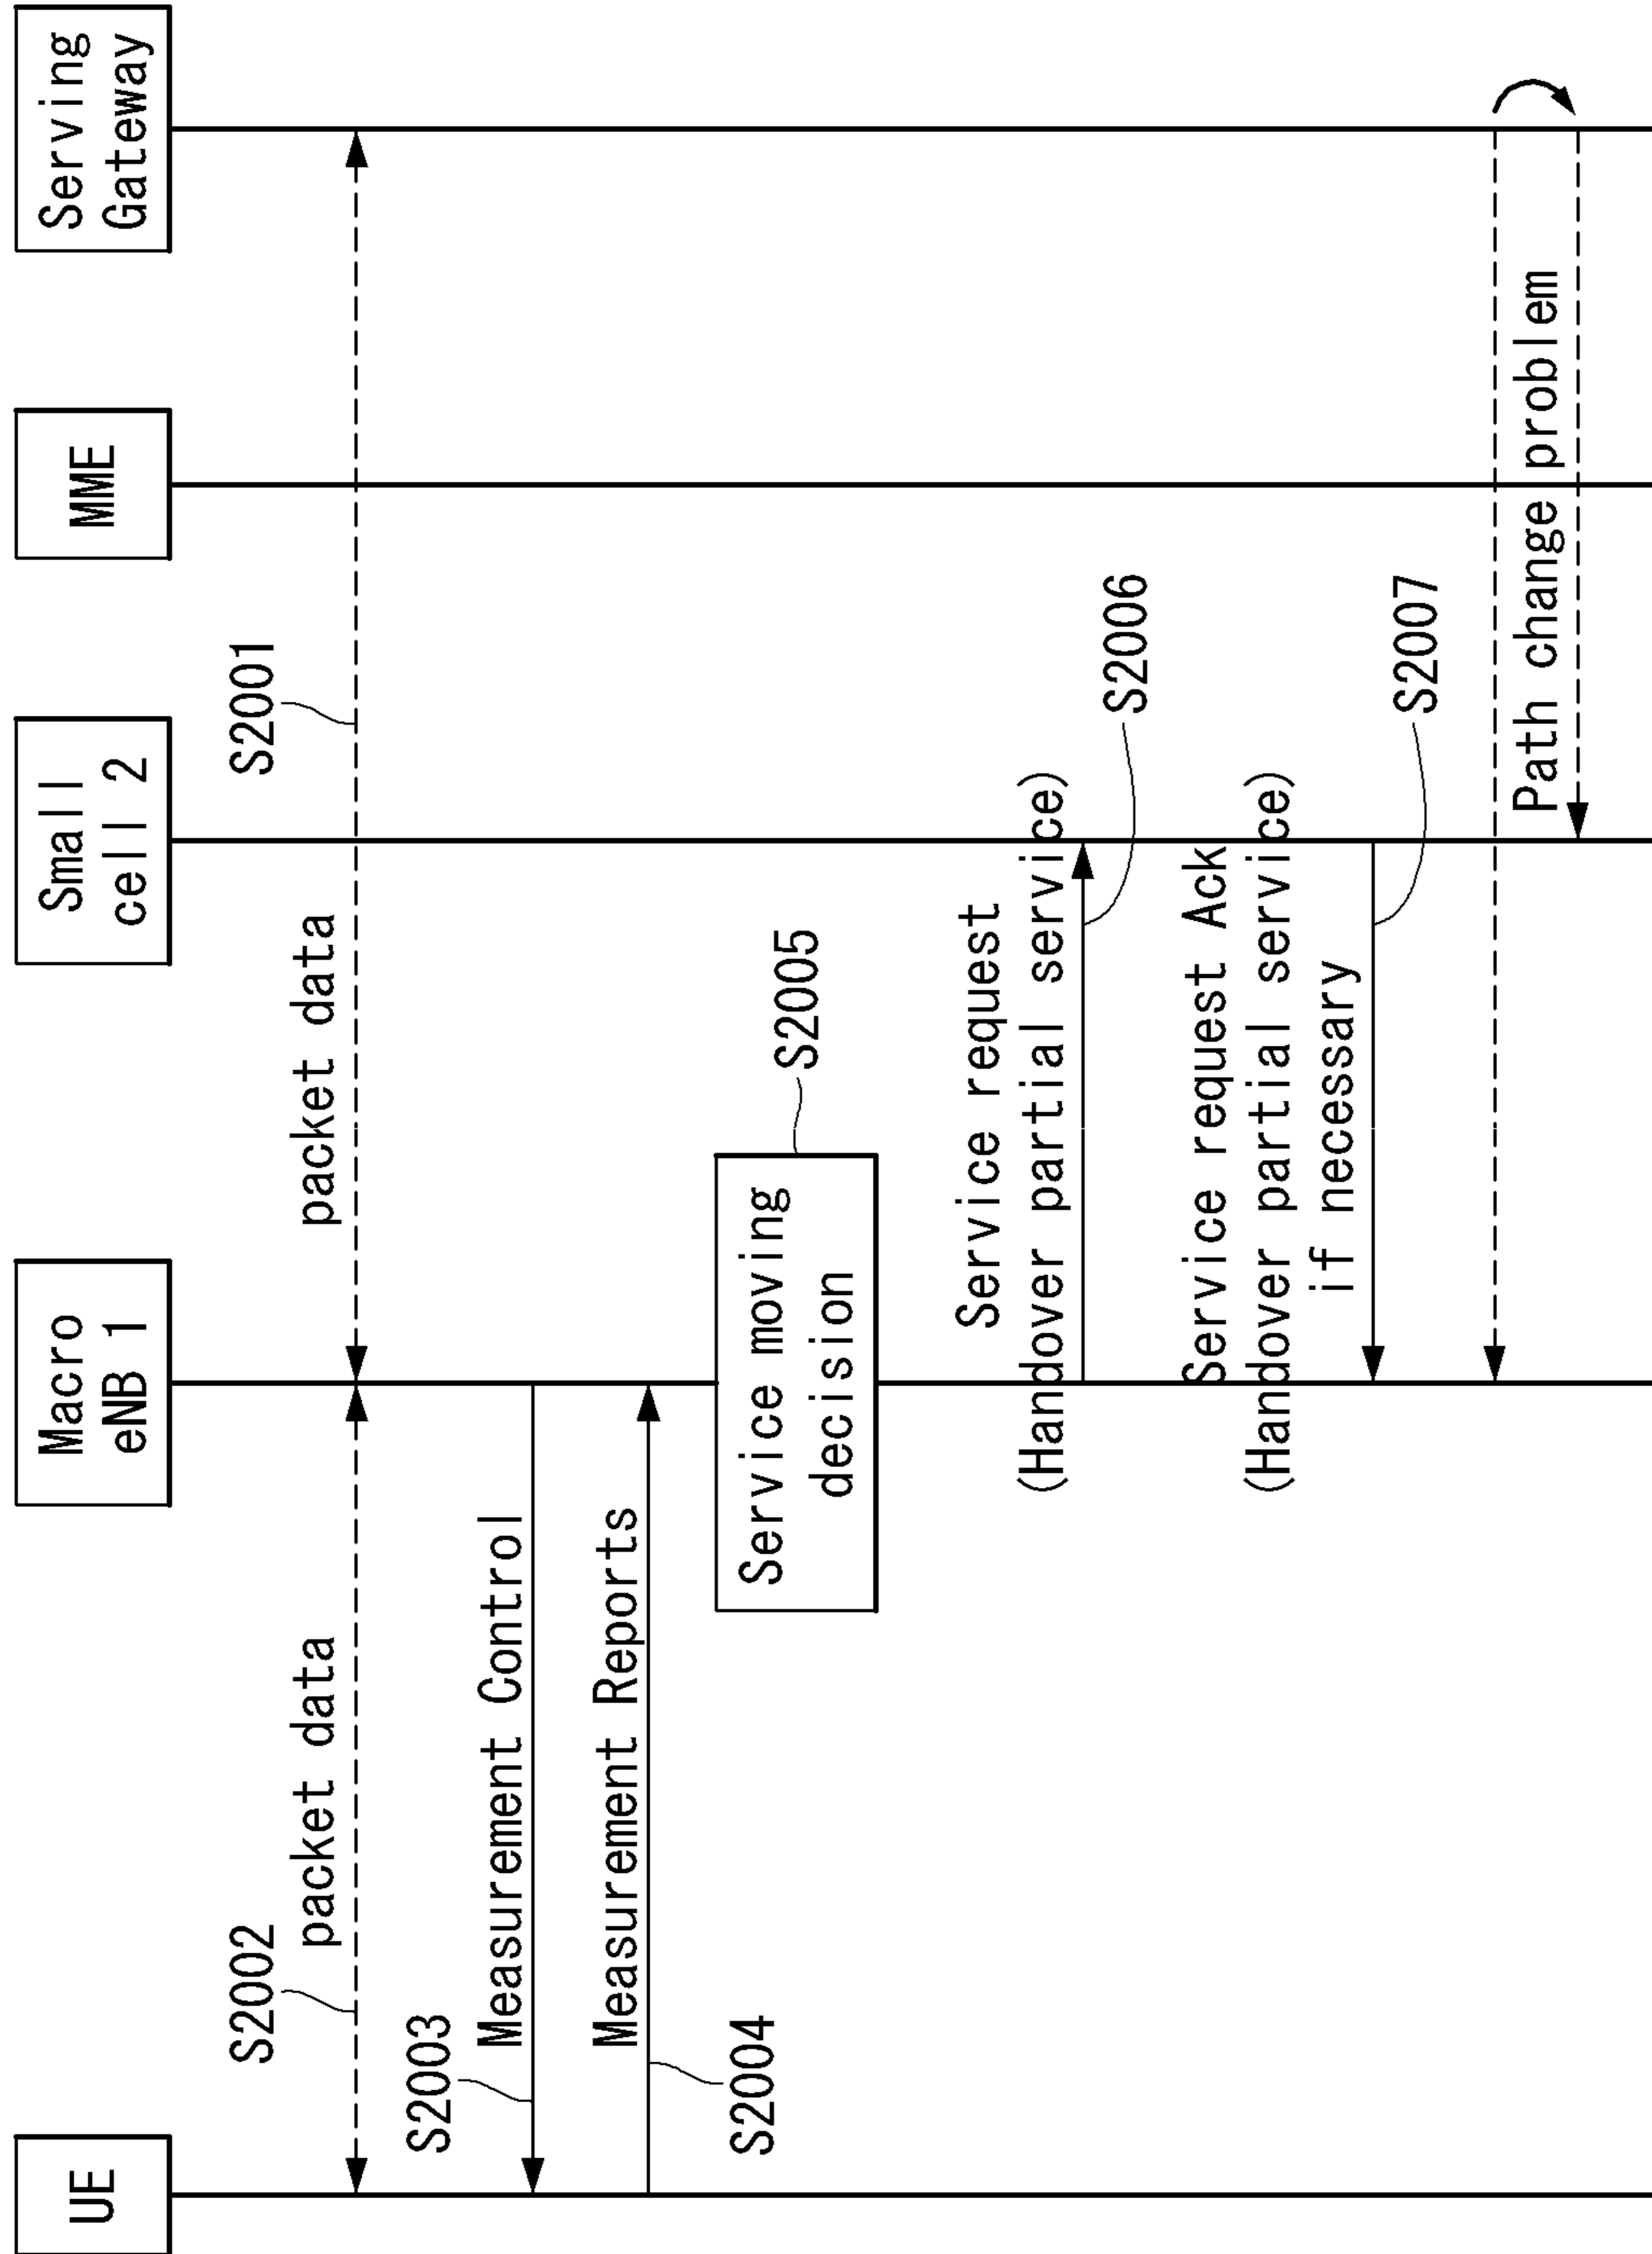 UE
Macro
eNB 1
Small
cell 2
MME
Serving
Gateway
S2002
packet data
packet data
S2001
S2003
Measurement Control
Measurement Reports
S2004
Service moving
decision
S2005
Service request
(Handover partial service)
S2006
Service request Ack
(Handover partial service)
if necessary
S2007
Path change problem